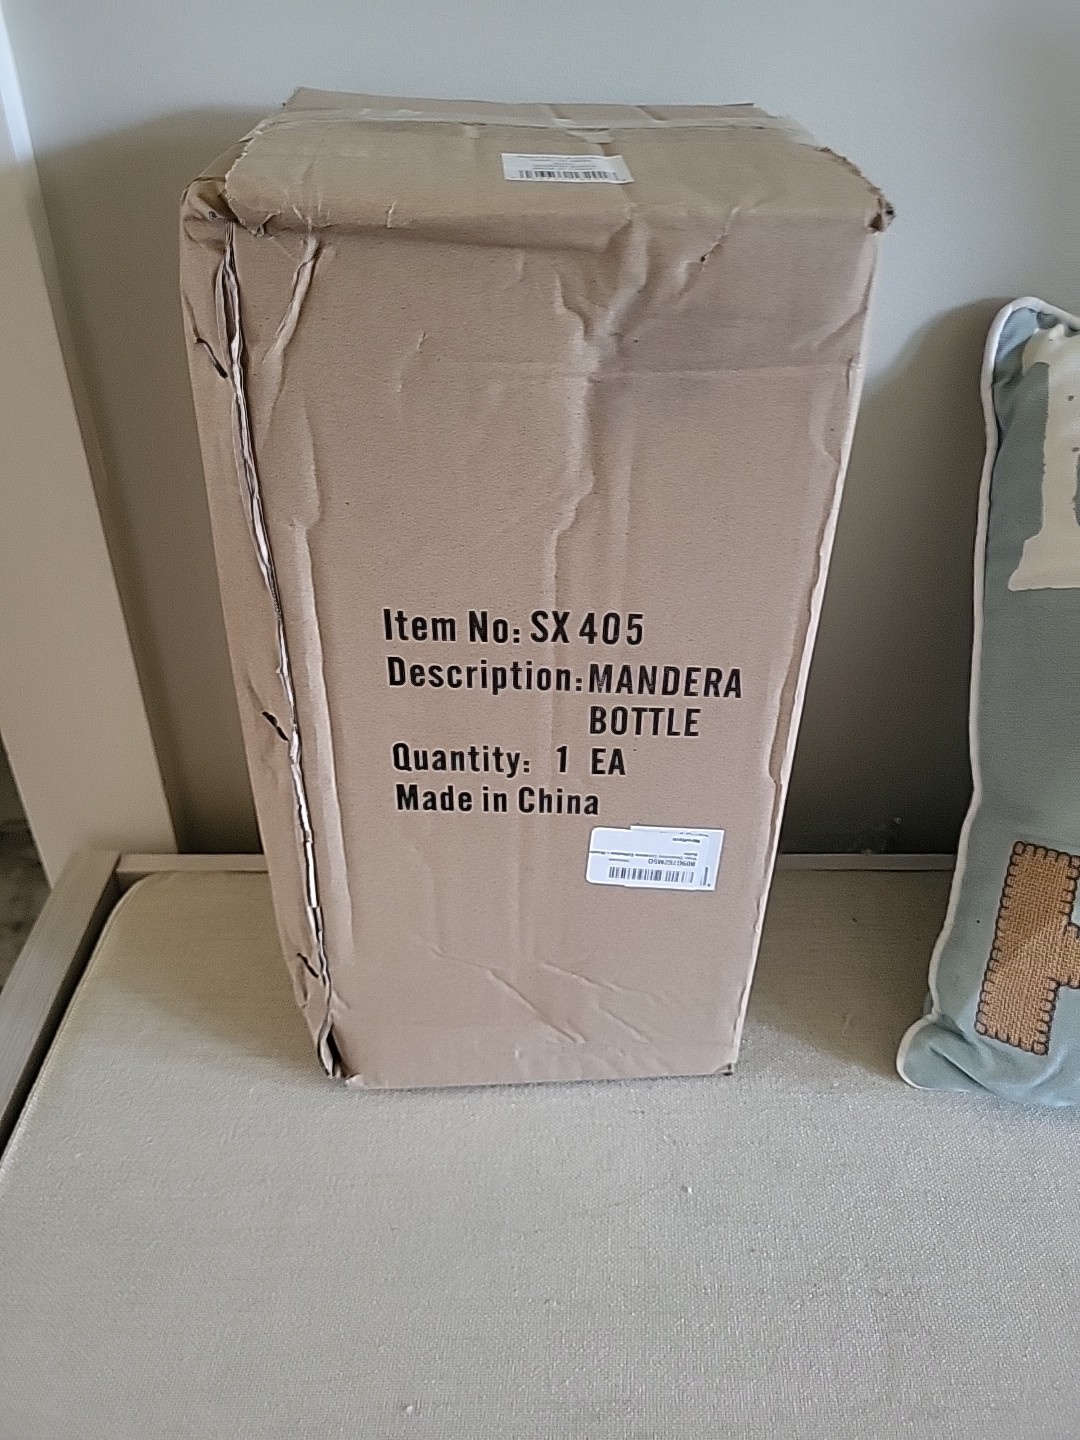 Item No: SX 405
Description: MANDERA
BOTTLE
Quantity: 1 EA
Made in China